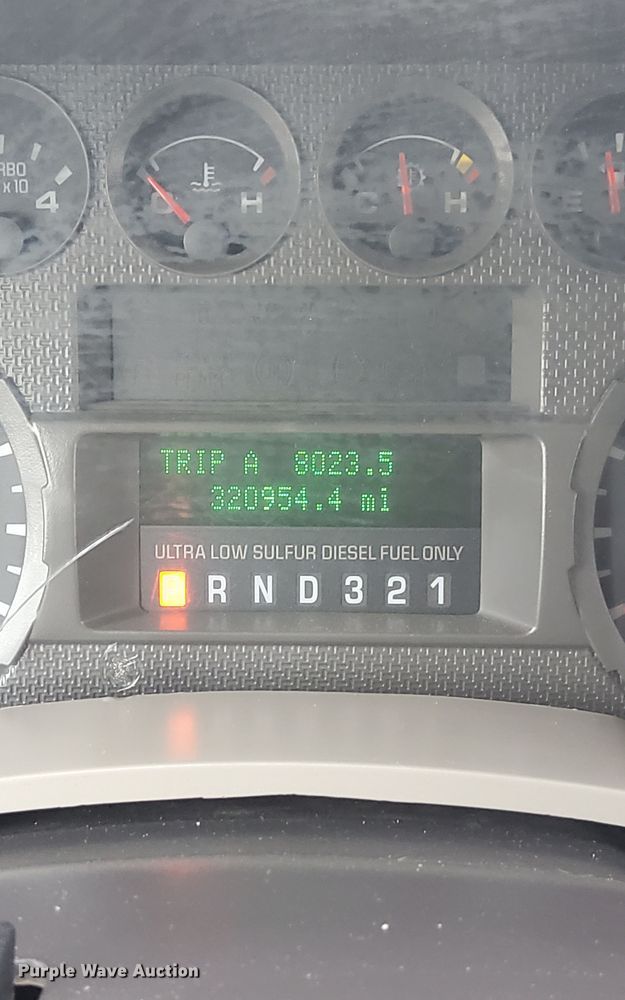 RBO
x 10
4
C H
C H
E
TRIP A 8023.5
320954.4 mi
ULTRA LOW SULFUR DIESEL FUEL ONLY
P R N D 3 2 1
Purple Wave Auction